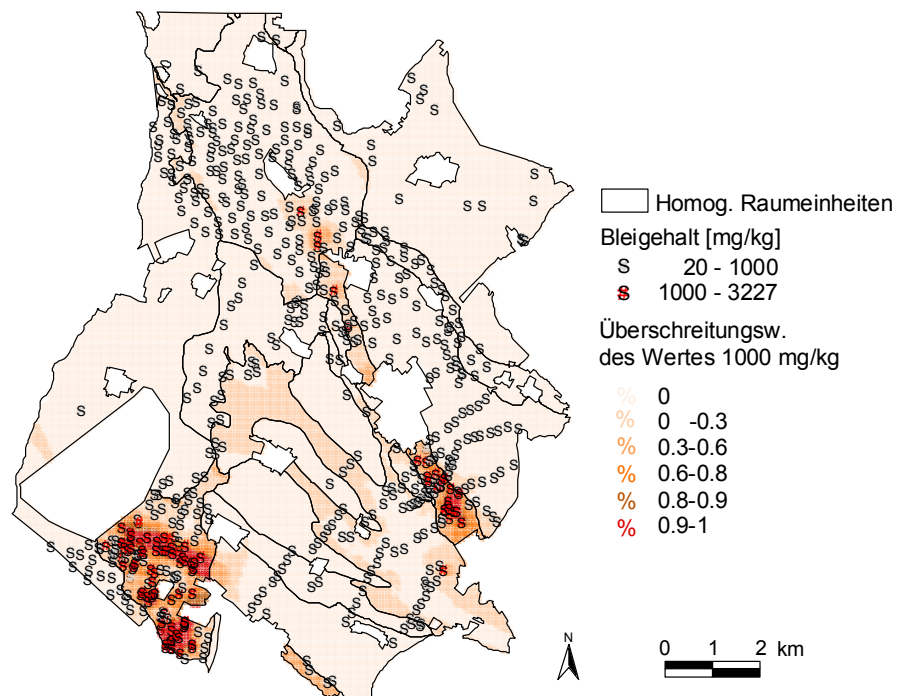 Homog. Raumeinheiten
Bleigehalt [mg/kg]
S 20 - 1000
S 1000 - 3227
Überschreitungsw.
des Wertes 1000 mg/kg
% 0
% 0 -0.3
% 0.3-0.6
% 0.6-0.8
% 0.8-0.9
% 0.9-1
N
0 1 2 km